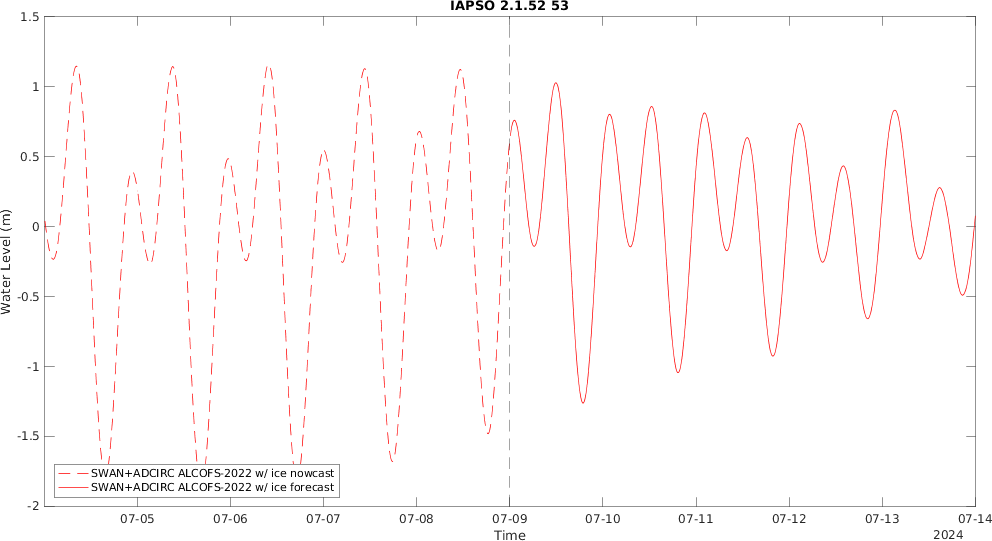 IAPSO 2.1.52 53
1.5
1
0.5
0
-0.5
-1
-1.5
-2
Water Level (m)
SWAN+ADCIRC ALCOFS-2022 w/ ice nowcast
SWAN+ADCIRC ALCOFS-2022 w/ ice forecast
07-05 07-06 07-07 07-08 07-09 07-10 07-11 07-12 07-13 07-14
Time
2024